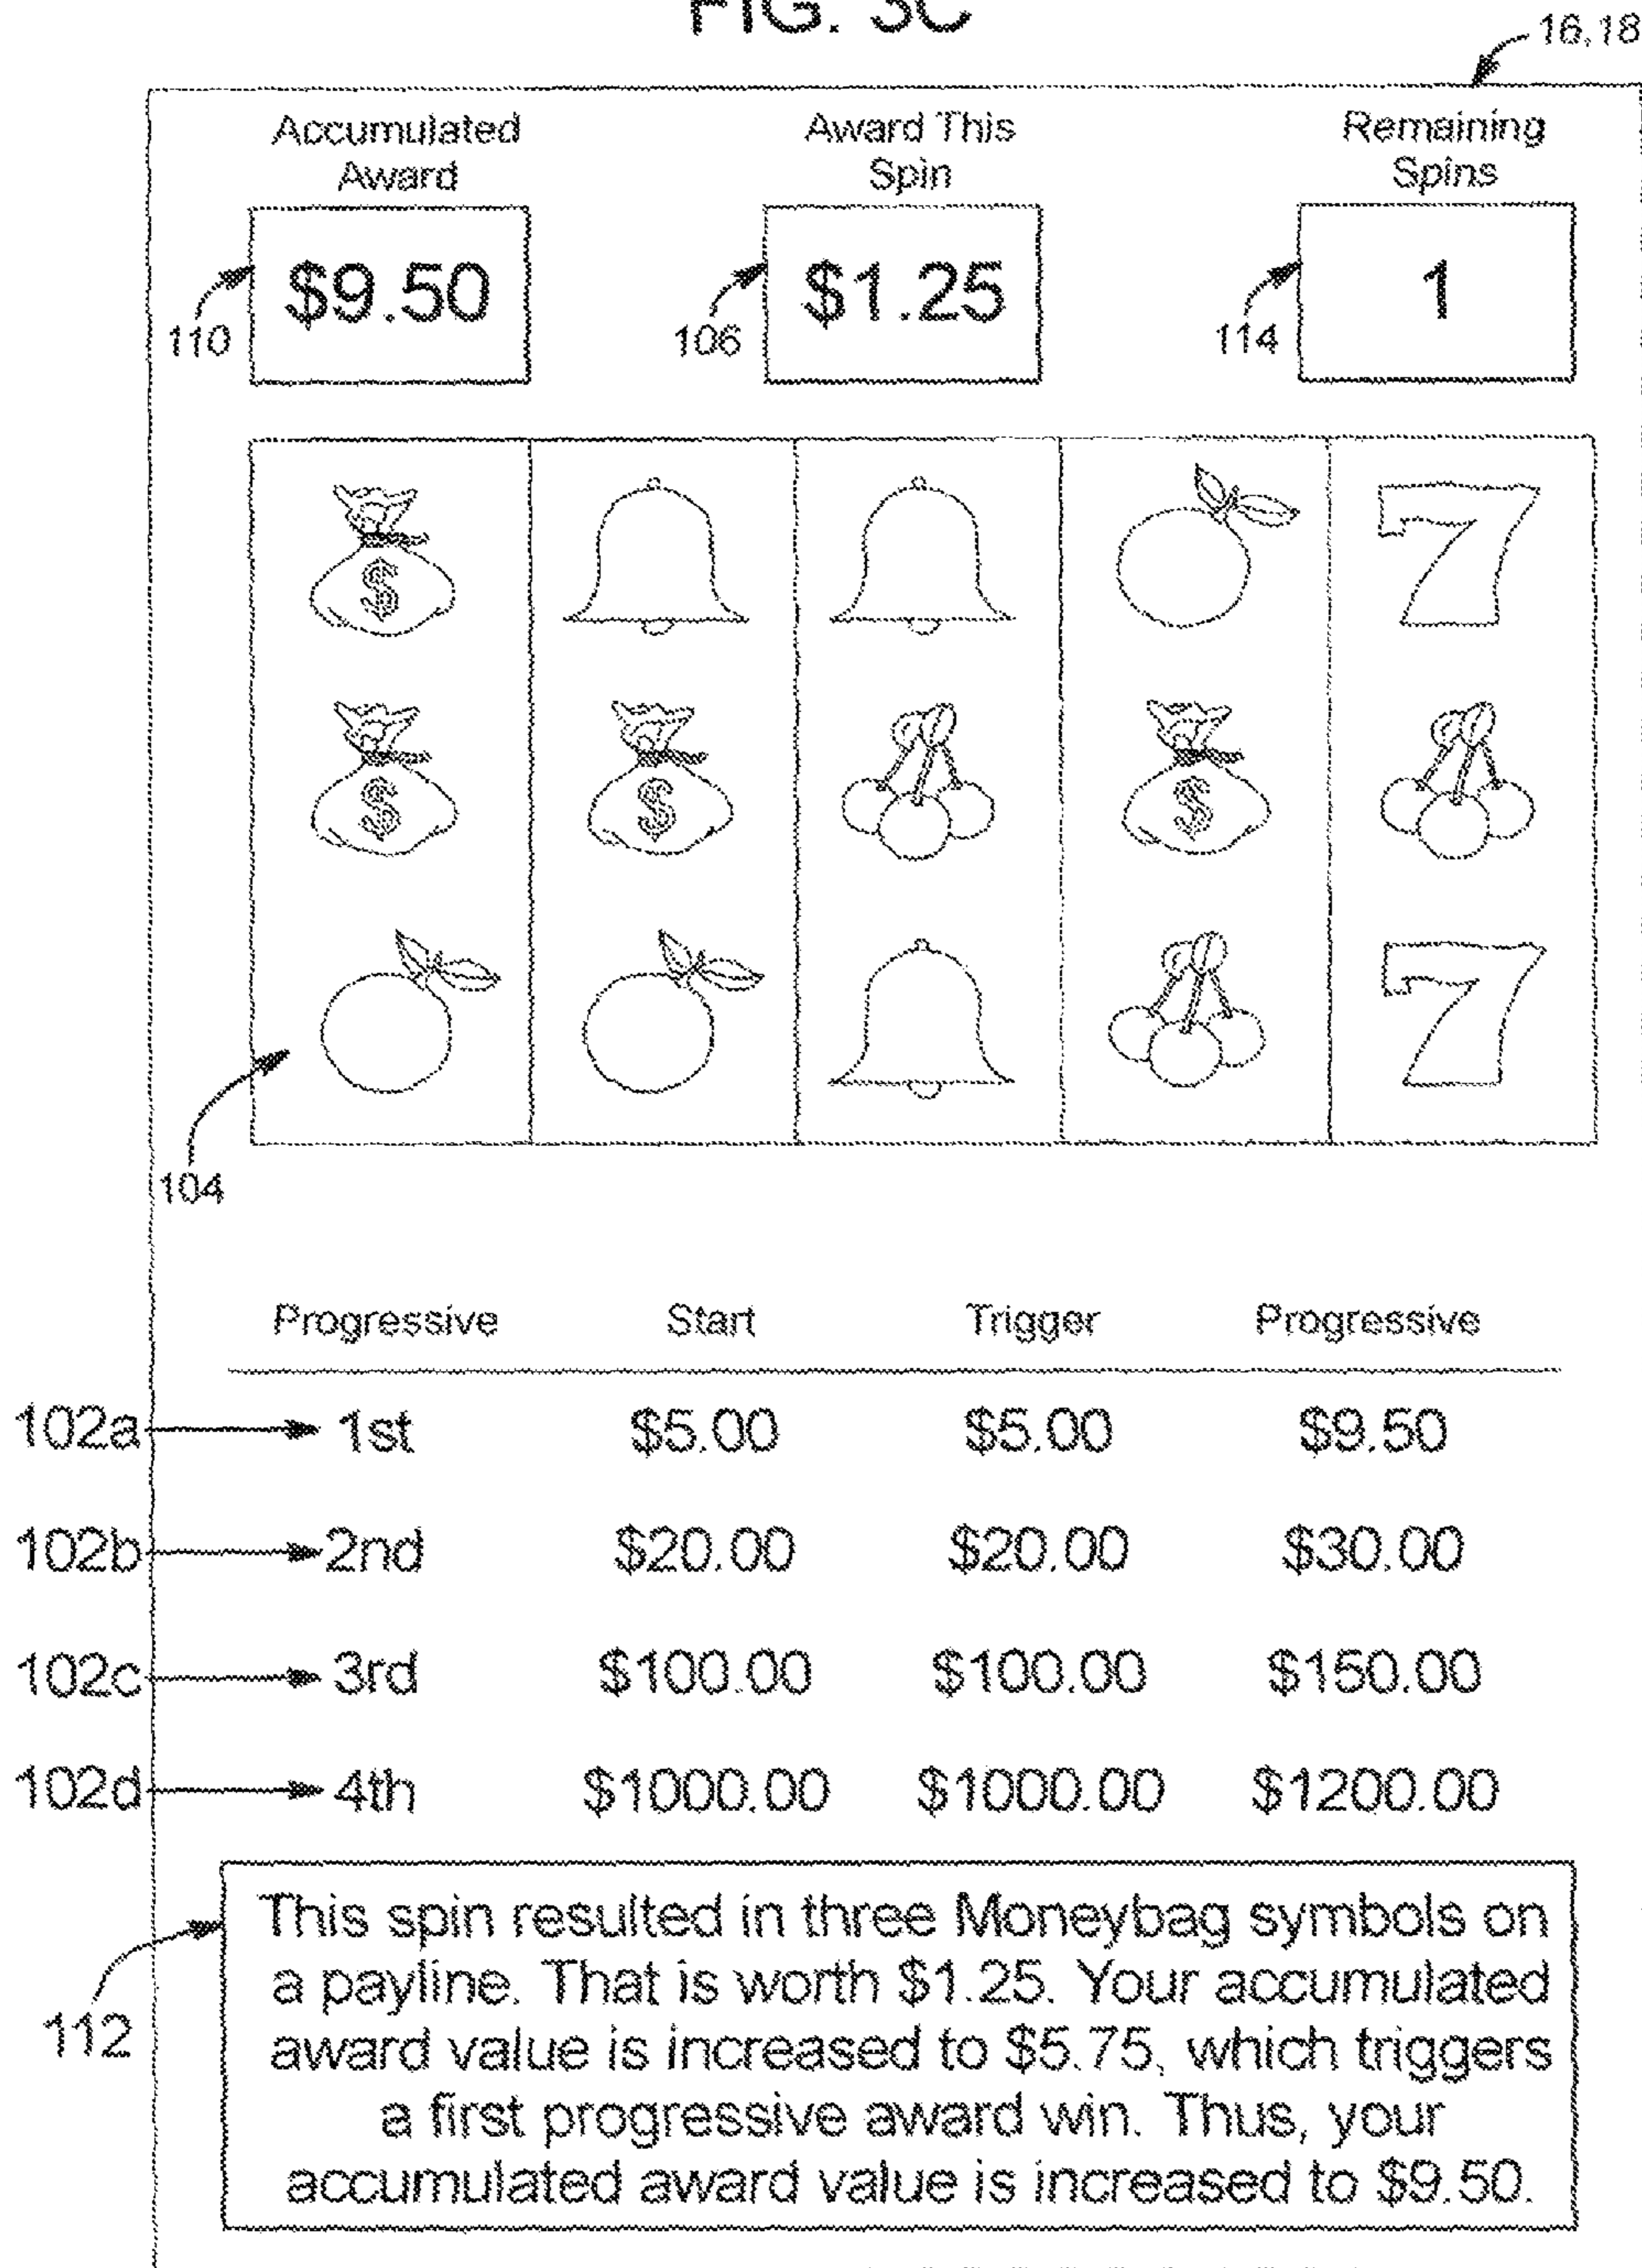 FIG. 3C
16,18
Accumulated Award This Remaining
Award Spin Spins
$9.50 $1.25 1
110 106 114
$ 7
$ $ $
7
104
Progressive Start Trigger Progressive
102a 1st $5.00 $5.00 $9.50
102b 2nd $20.00 $20.00 $30.00
102c 3rd $100.00 $100.00 $150.00
102d 4th $1000.00 $1000.00 $1200.00
This spin resulted in three Moneybag symbols on
a payline. That is worth $1.25. Your accumulated
112 award value is increased to $5.75, which triggers
a first progressive award win. Thus, your
accumulated award value is increased to $9.50.